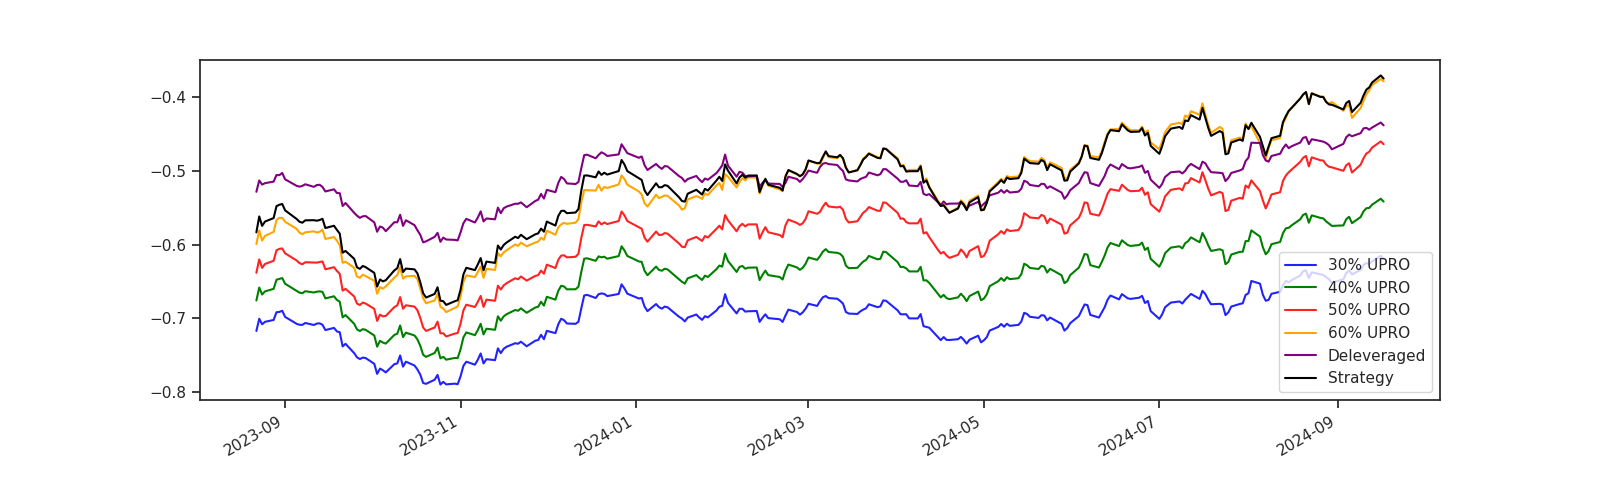 −0.4
−0.5
−0.6
−0.7
−0.8
2023-09
2023-11
2024-01
2024-03
2024-05
2024-07
2024-09
30% UPRO
40% UPRO
50% UPRO
60% UPRO
Deleveraged
Strategy